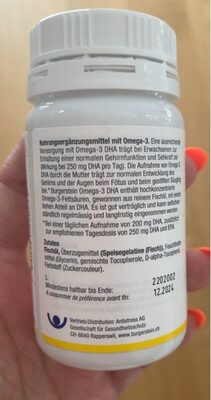 Nahrungsergänzungsmittel mit Omega-3. Eine ausreichende
Versorgung mit Omega-3 DHA trägt bei Erwachsenen zur
Erhaltung einer normalen Gehirnfunktion und Sehkraft bei
(Wirkung bei 250 mg DHA pro Tag). Die Aufnahme von Omega-3
DHA durch die Mutter trägt zur normalen Entwicklung des
Gehirns und der Augen beim Fötus und beim gestillten Säugling
bei.* Burgerstein Omega-3 DHA enthält hochkonzentrierte
Omega-3-Fettsäuren, gewonnen aus reinem Fischöl, mit einem
hohen Anteil an DHA. Es ist gut verträglich und kann selbst-
ständig regelmässig und langfristig eingenommen werden.
* Bei einer täglichen Aufnahme von 200 mg DHA, zusätzlich
zur empfohlenen Tagesdosis von 250 mg DHA und EPA.
Zutaten
Fischöl, Überzugsmittel (Speisegelatine (Fisch)), Feuchthalte-
mittel (Glycerin), gemischte Tocopherole, D-alpha-Tocopherol,
Farbstoff (Zuckercouleur).
L: 2202002
Mindestens haltbar bis Ende: 12.2024
A consommer de préférence avant fin:
Vertrieb/Distribution: Antistress AG
Gesellschaft für Gesundheitsschutz
CH-8640 Rapperswil, www.burgerstein.ch